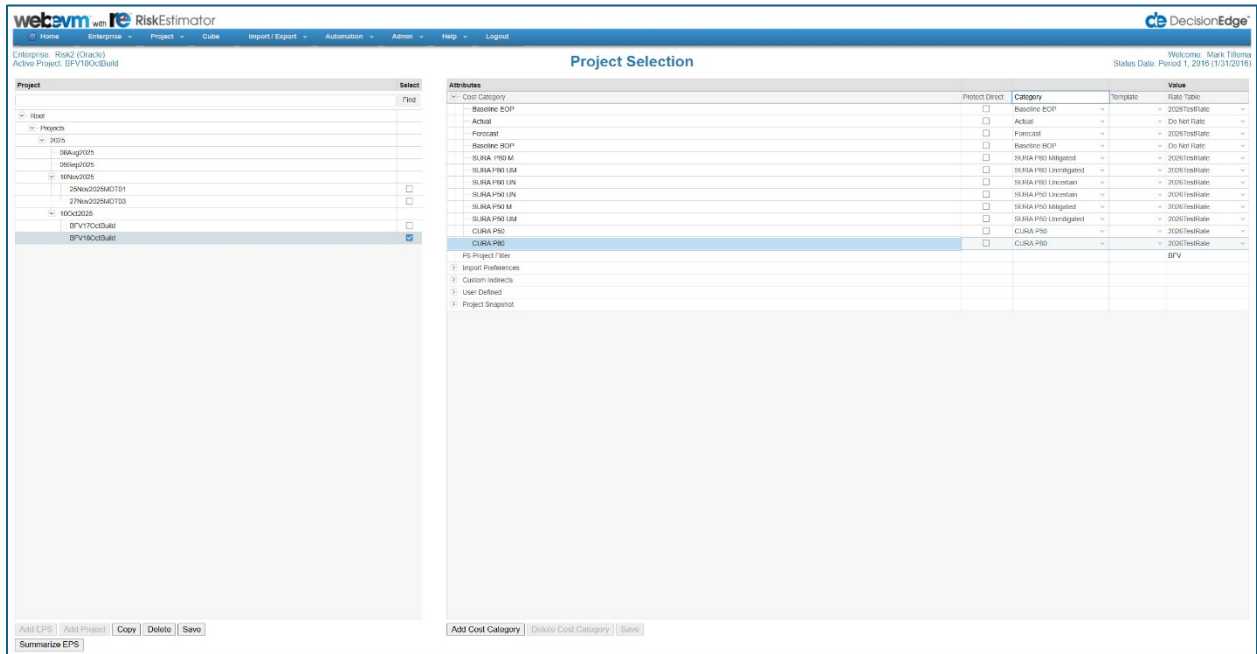 webevm with re RiskEstimator
DecisionEdge
Home Enterprise Project Cube Import / Export Automation Admin Help Logout
Enterprise: Risk2 (Oracle)
Active Project: BFV18OctBuild
Project Selection
Welcome: Mark Tillema
Status Date: Period 1, 2016 (1/31/2016)
Project Select
Find
Root
Projects
2025
08Aug2025
09Sep2025
10Nov2025
25Nov2025MDT01
27Nov2025MDT03
10Oct2025
BFV17OctBuild
BFV18OctBuild
Attributes Value
Cost Category Protect Direct Category Template Rate Table
Baseline EOP Baseline EOP 2026TestRate
Actual Actual Do Not Rate
Forecast Forecast 2026TestRate
Baseline BOP Baseline BOP Do Not Rate
SURA P80 M SURA P80 Mitigated 2026TestRate
SURA P80 UM SURA P80 Unmitigated 2026TestRate
SURA P80 UN SURA P80 Uncertain 2026TestRate
SURA P50 UN SURA P50 Uncertain 2026TestRate
SURA P50 M SURA P50 Mitigated 2026TestRate
SURA P50 UM SURA P50 Unmitigated 2026TestRate
CURA P50 CURA P50 2026TestRate
CURA P80 CURA P80 2026TestRate
P6 Project Filter BFV
Import Preferences
Custom Indirects
User Defined
Project Snapshot
Add EPS Add Project Copy Delete Save
Summarize EPS
Add Cost Category Delete Cost Category Save